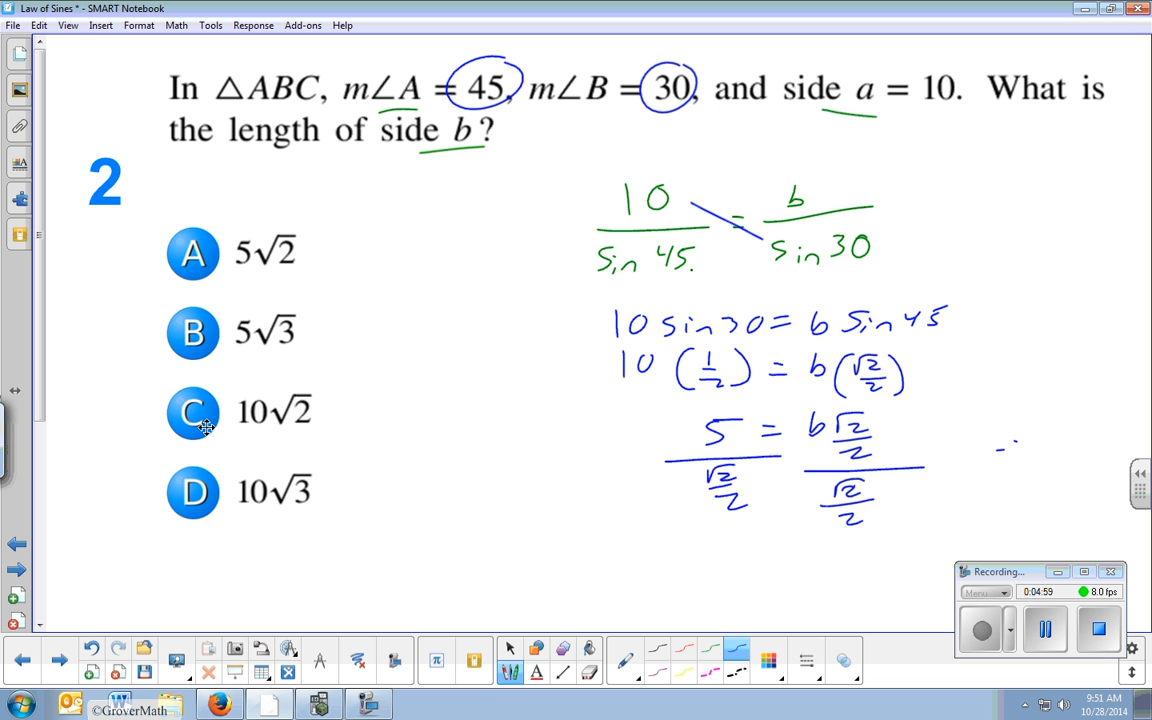 Law of Sines * - SMART Notebook
File Edit View Insert Format Math Tools Response Add-ons Help
In △ABC, m∠A = 45, m∠B = 30, and side a = 10. What is
the length of side b?
2
A 5√2
B 5√3
C 10√2
D 10√3
10/sin 45. = b/sin 30
10 sin 30 = b sin 45
10 (1/2) = b (√2/2)
5 = b √2/2
√2/2 √2/2
Recording...
Menu 0:04:59 8.0 fps
π
A
©GroverMath
9:51 AM
10/28/2014